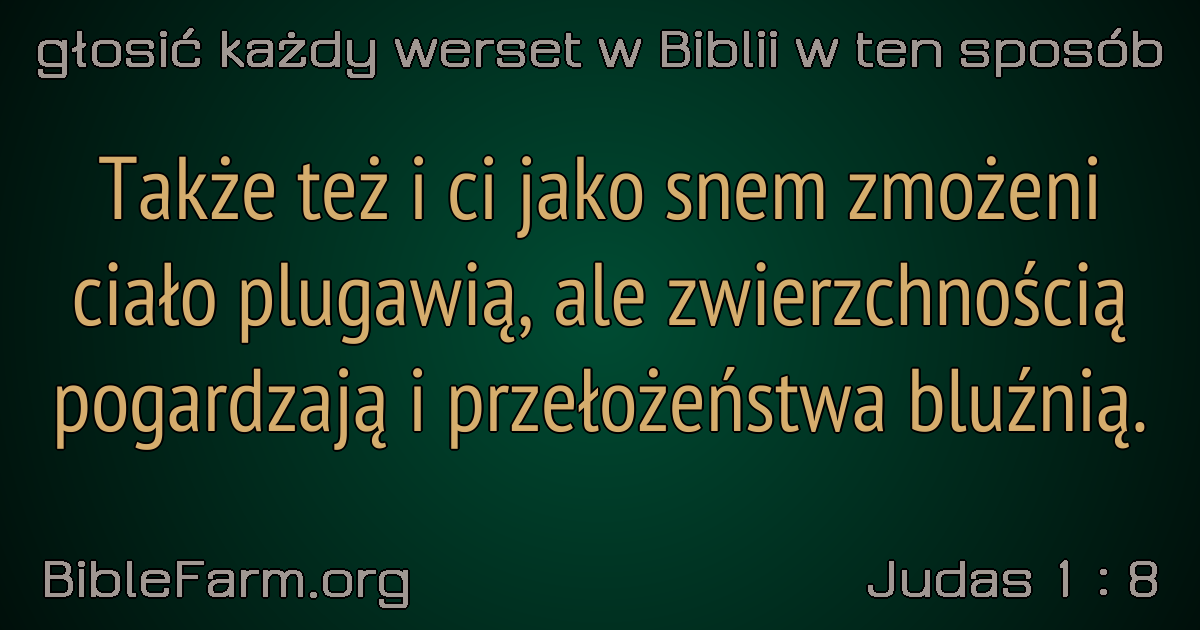 głosić każdy werset w Biblii w ten sposób
Także też i ci jako snem zmożeni
ciało plugawią, ale zwierzchnością
pogardzają i przełożeństwa bluźnią.
BibleFarm.org
Judas 1 : 8